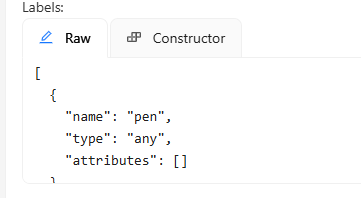 Labels:
Raw
Constructor
[
  {
    "name": "pen",
    "type": "any",
    "attributes": []
  }